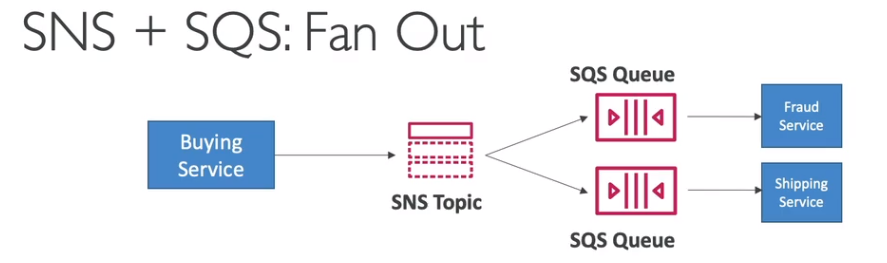 SNS + SQS: Fan Out
SQS Queue
Fraud
Service
Buying
Service
SNS Topic
Shipping
Service
SQS Queue